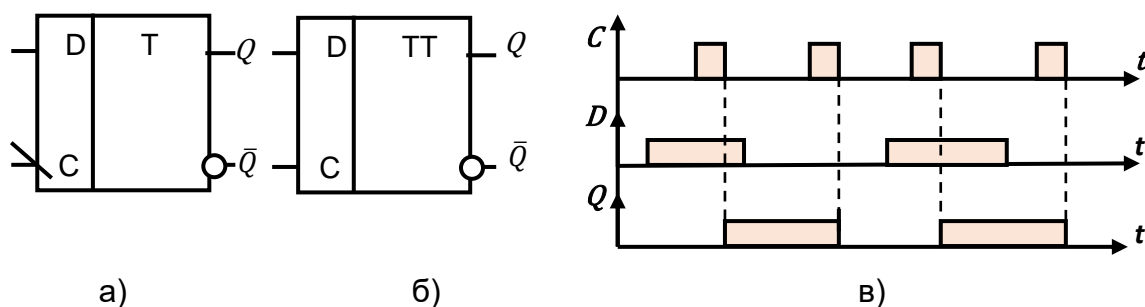 D T Q
C Q̄
а)
D TT Q
C Q̄
б)
C t
D t
Q t
в)